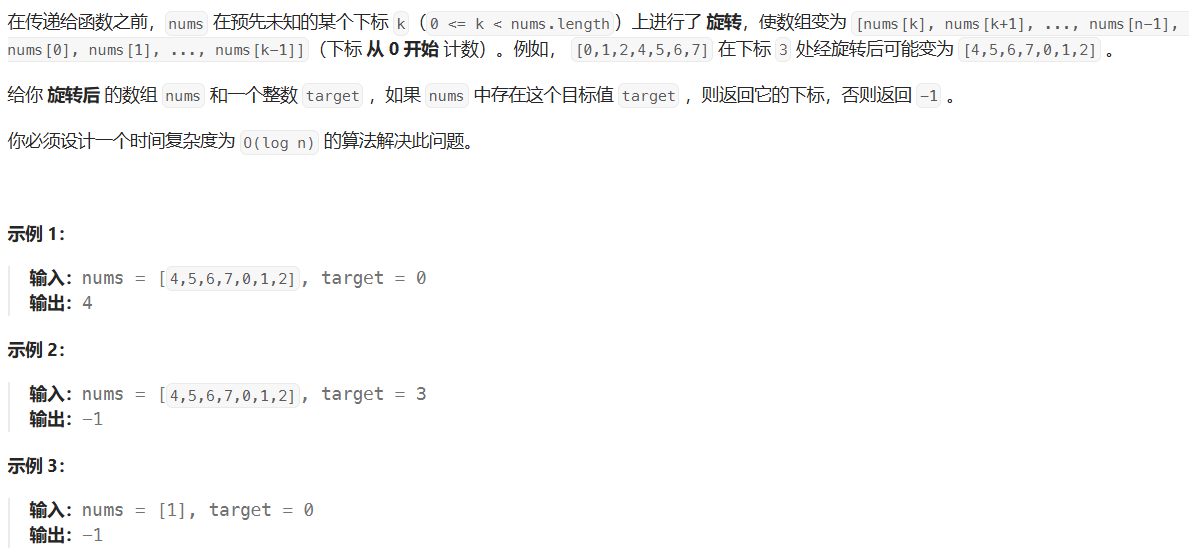 在传递给函数之前，nums 在预先未知的某个下标 k（0 <= k < nums.length）上进行了 旋转，使数组变为 [nums[k], nums[k+1], ..., nums[n-1],
nums[0], nums[1], ..., nums[k-1]]（下标 从 0 开始 计数）。例如， [0,1,2,4,5,6,7] 在下标 3 处经旋转后可能变为 [4,5,6,7,0,1,2] 。
给你 旋转后 的数组 nums 和一个整数 target ，如果 nums 中存在这个目标值 target ，则返回它的下标，否则返回 -1 。
你必须设计一个时间复杂度为 O(log n) 的算法解决此问题。
示例 1：
输入：nums = [4,5,6,7,0,1,2], target = 0
输出：4
示例 2：
输入：nums = [4,5,6,7,0,1,2], target = 3
输出：-1
示例 3：
输入：nums = [1], target = 0
输出：-1